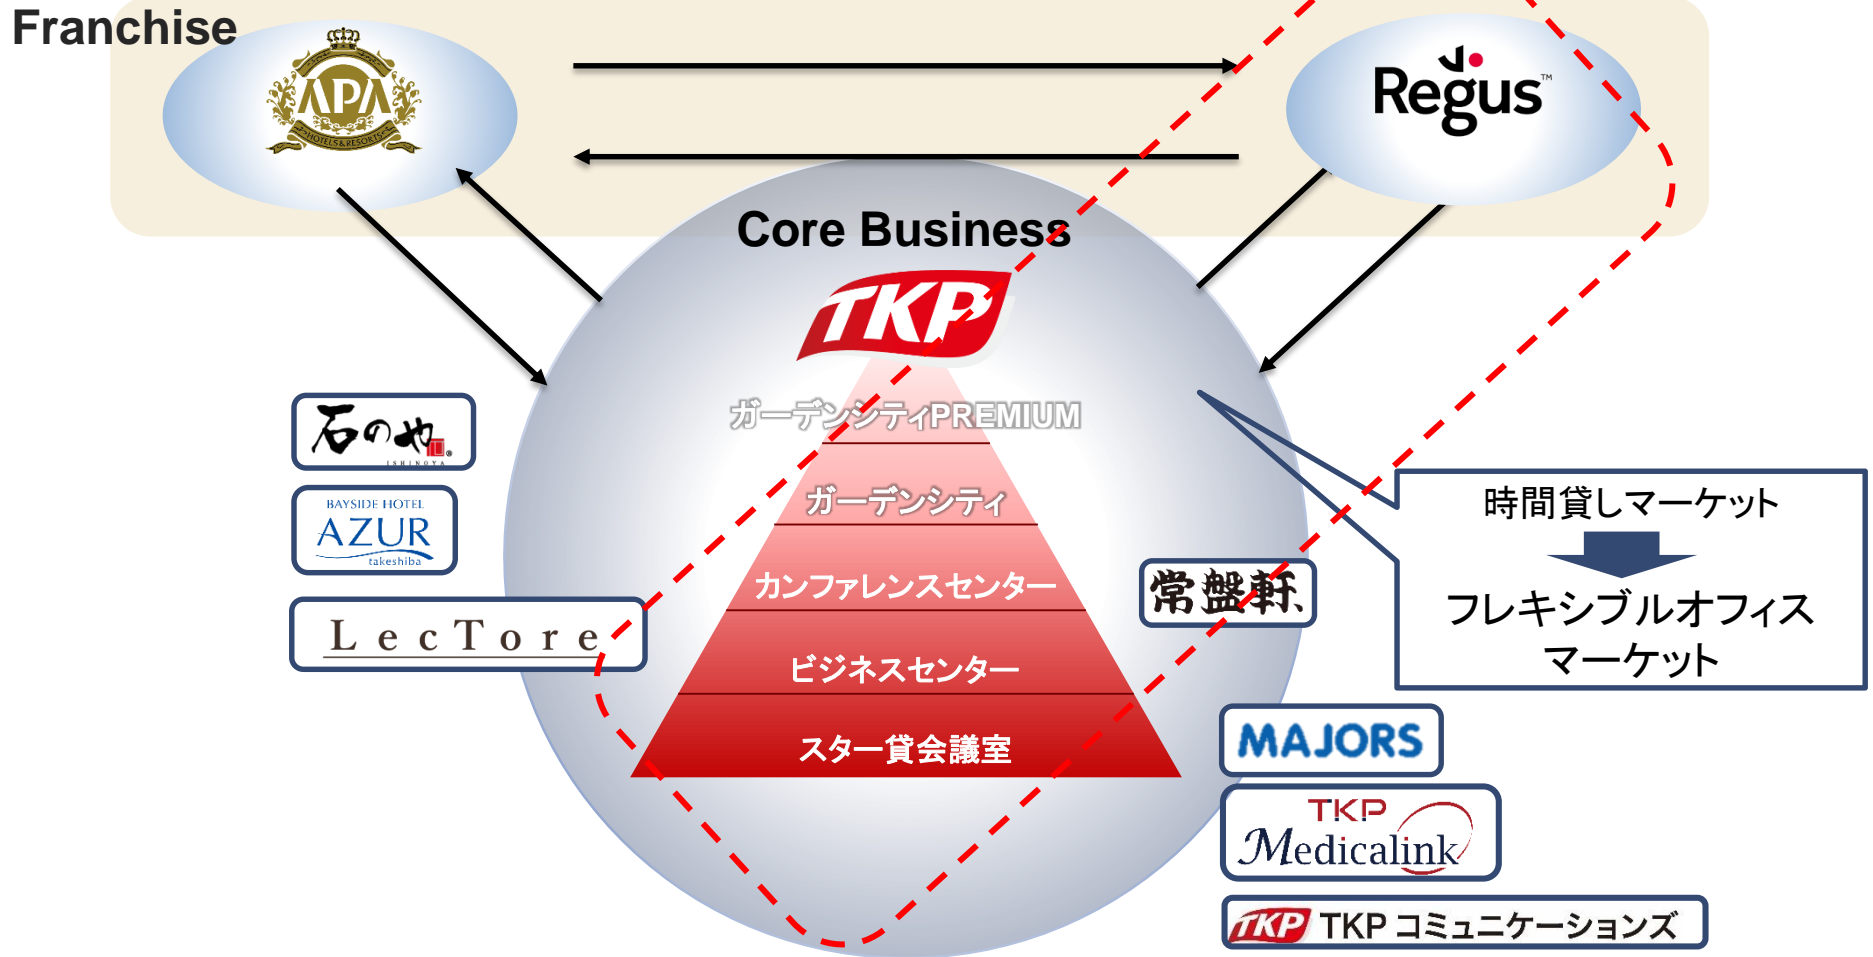 Franchise
APA
HOTELS&RESORTS
Regus™
Core Business
TKP
ガーデンシティPREMIUM
ガーデンシティ
カンファレンスセンター
ビジネスセンター
スター貸会議室
石のや®
ISHINOYA
BAYSIDE HOTEL
AZUR
takeshiba
LecTore
常盤軒
時間貸しマーケット
フレキシブルオフィス
マーケット
MAJORS
TKP
Medicalink
TKP TKP コミュニケーションズ